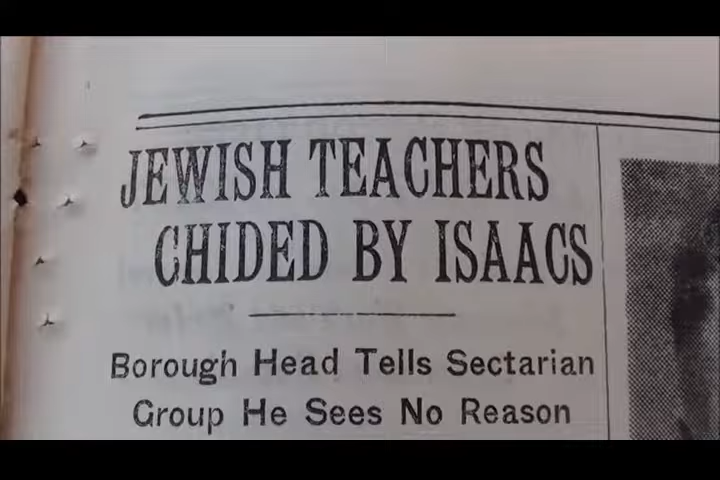 JEWISH TEACHERS
CHIDED BY ISAACS
Borough Head Tells Sectarian
Group He Sees No Reason